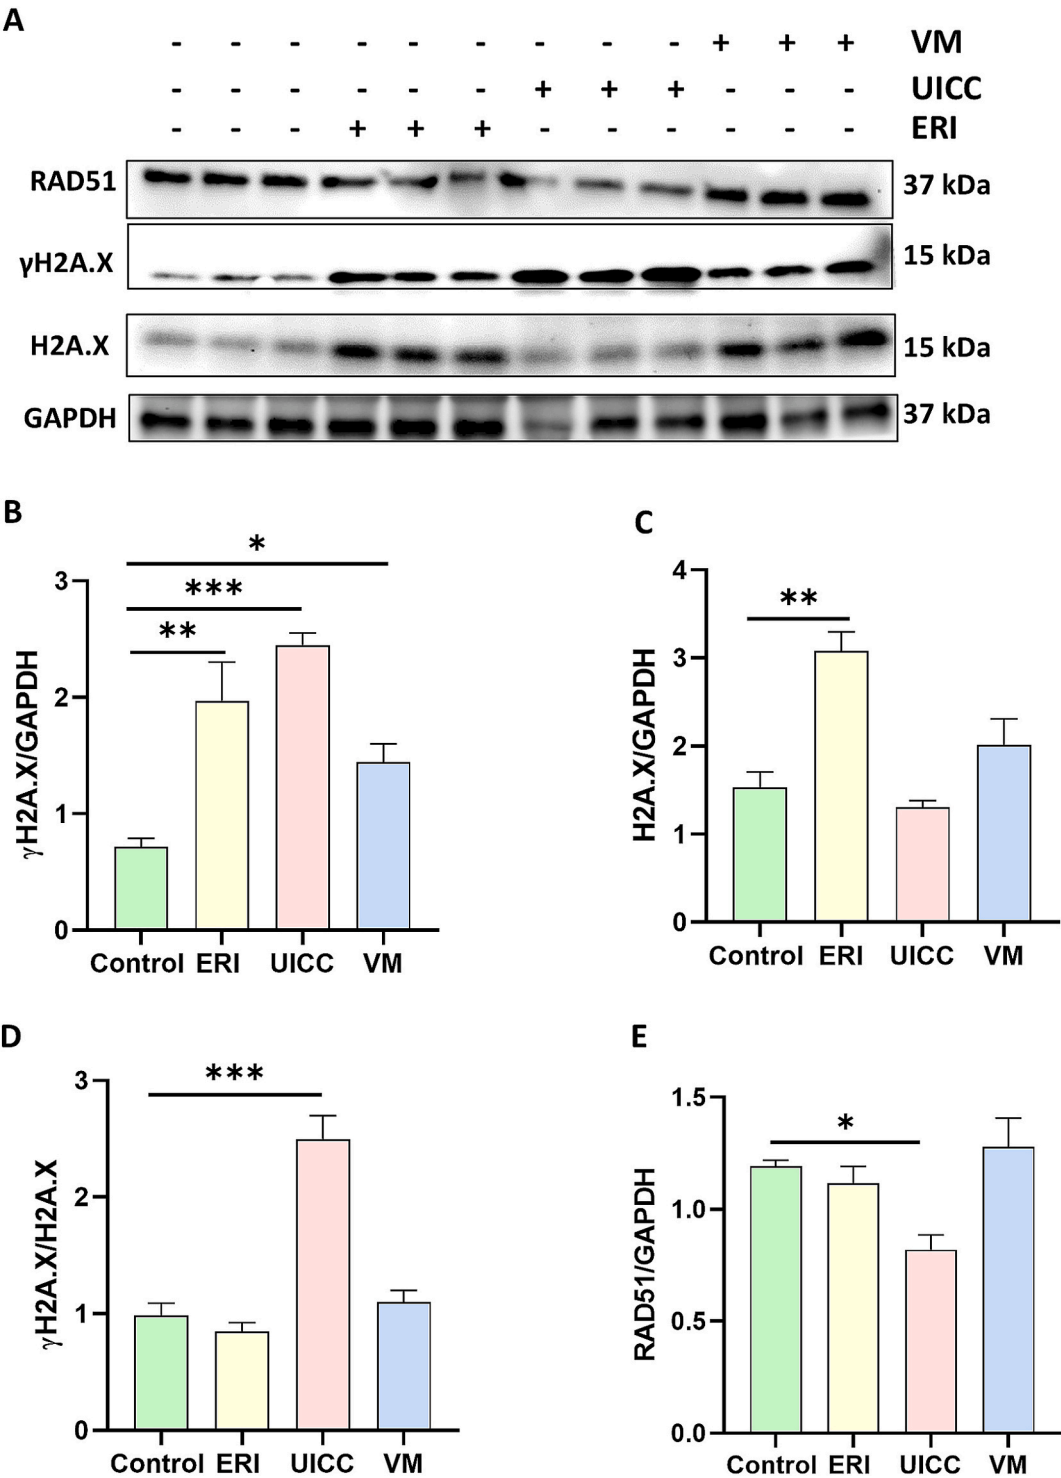 A
- - - - - - - - - + + + VM
- - - - - - + + + - - - UICC
- - - + + + - - - - - - ERI
RAD51 37 kDa
γH2A.X 15 kDa
H2A.X 15 kDa
GAPDH 37 kDa
B
*
***
**
3
2
1
0
γH2A.X/GAPDH
Control ERI UICC VM
C
**
4
3
2
1
0
H2A.X/GAPDH
Control ERI UICC VM
D
***
3
2
1
0
γH2A.X/H2A.X
Control ERI UICC VM
E
*
1.5
1.0
0.5
0.0
RAD51/GAPDH
Control ERI UICC VM